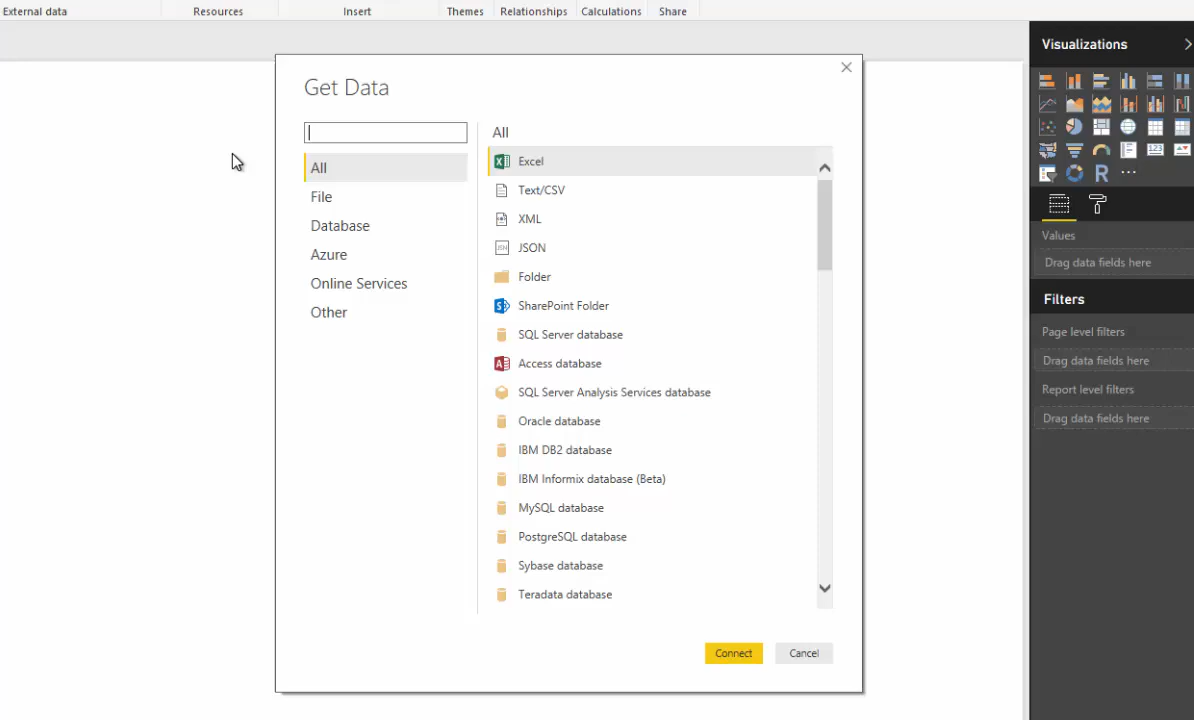 External data
Resources
Insert
Themes
Relationships
Calculations
Share
Visualizations
Get Data
All
File
Database
Azure
Online Services
Other
All
Excel
Text/CSV
XML
JSON
Folder
SharePoint Folder
SQL Server database
Access database
SQL Server Analysis Services database
Oracle database
IBM DB2 database
IBM Informix database (Beta)
MySQL database
PostgreSQL database
Sybase database
Teradata database
Connect
Cancel
Values
Drag data fields here
Filters
Page level filters
Drag data fields here
Report level filters
Drag data fields here